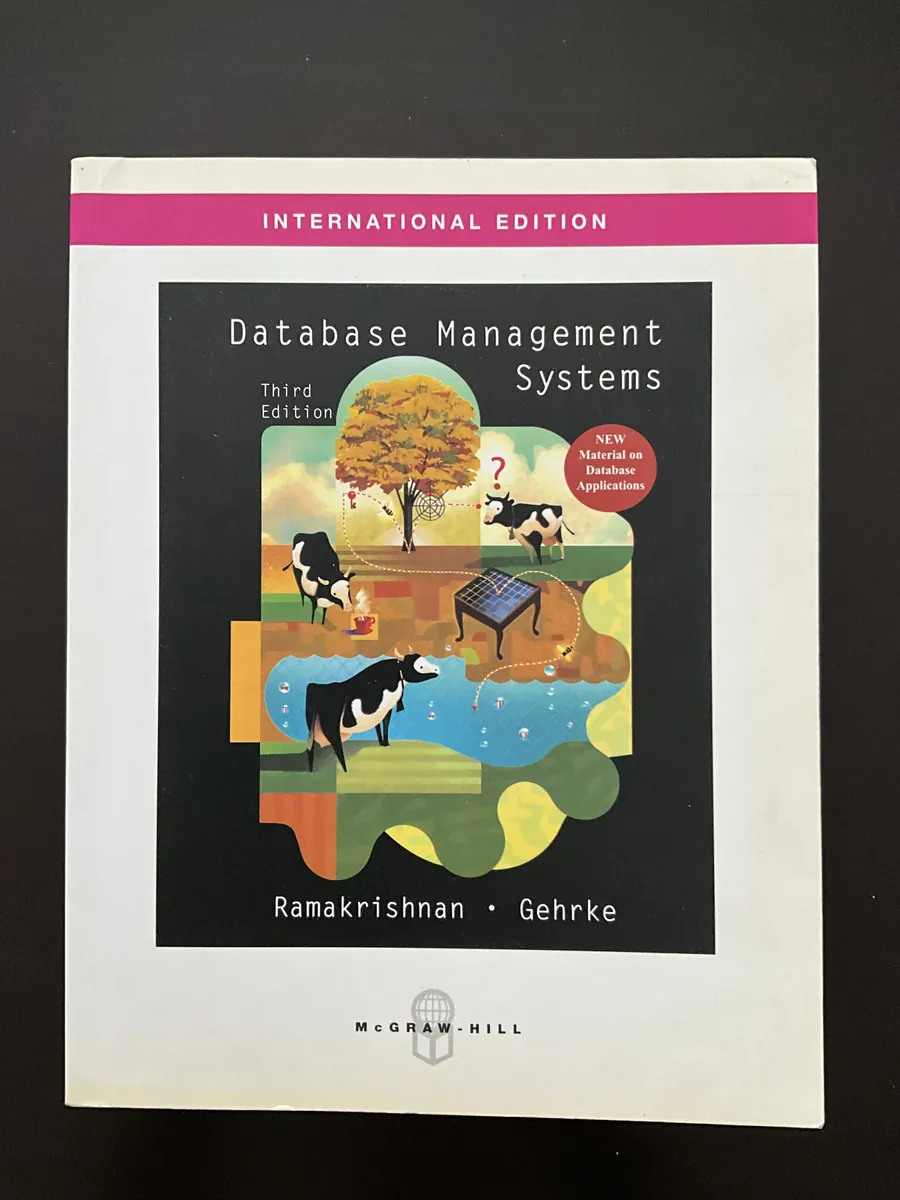 INTERNATIONAL EDITION
Database Management
Systems
Third
Edition
NEW
Material on
Database
Applications
?
Ramakrishnan • Gehrke
McGRAW-HILL